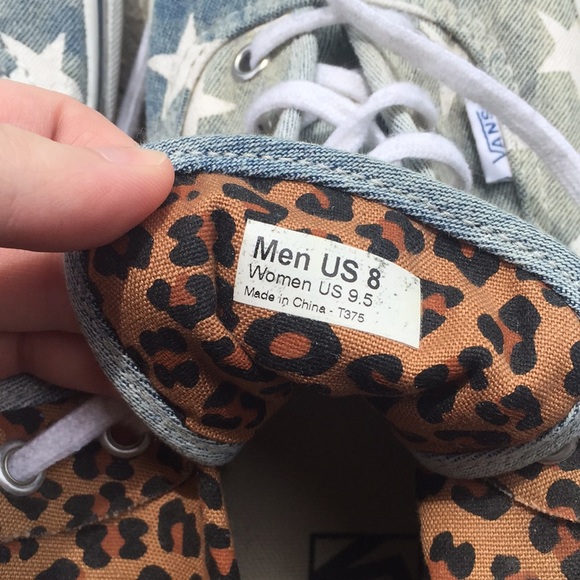 VANS
Men US 8
Women US 9.5
Made in China - T375